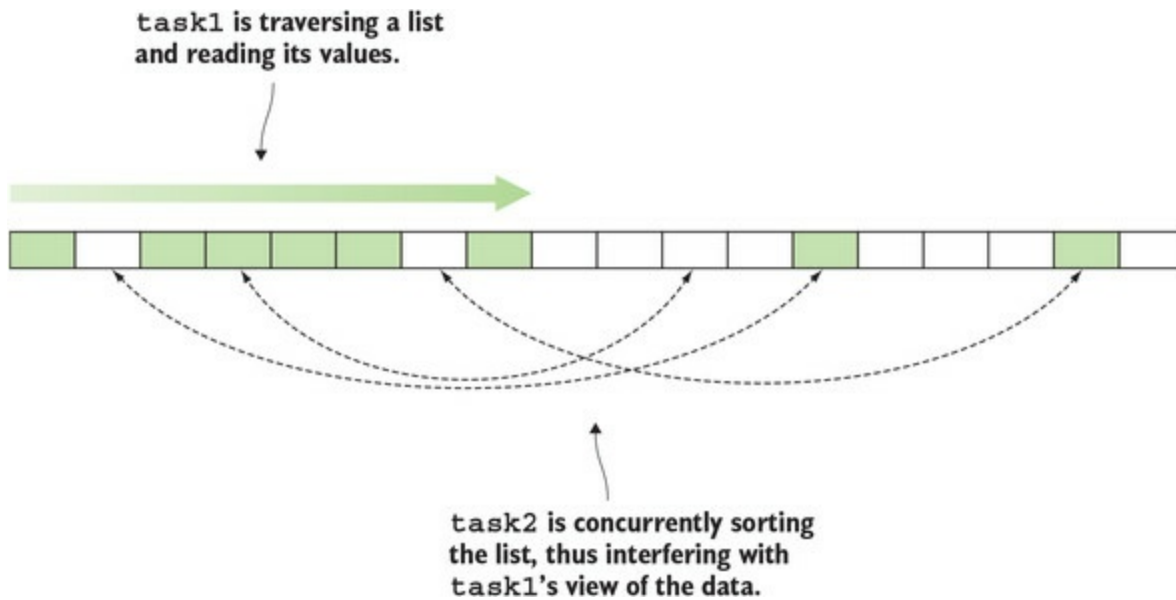 task1 is traversing a list
and reading its values.
task2 is concurrently sorting
the list, thus interfering with
task1's view of the data.